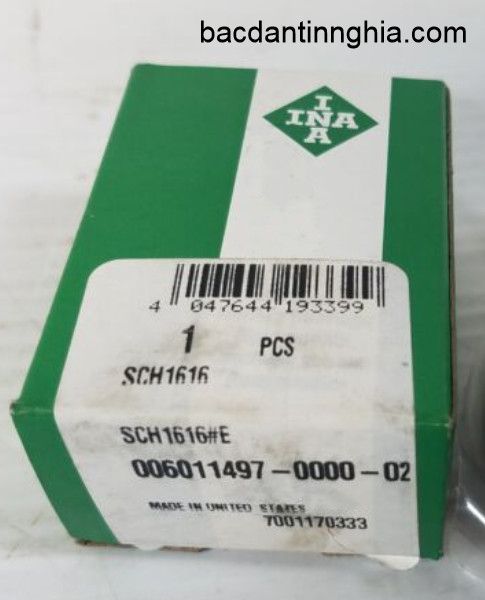 bacdantinnghia.com
I
INA
A
4 047644 193399
1 PCS
SCH1616
SCH1616#E
006011497-0000-02
MADE IN UNITED STATES
7001170333